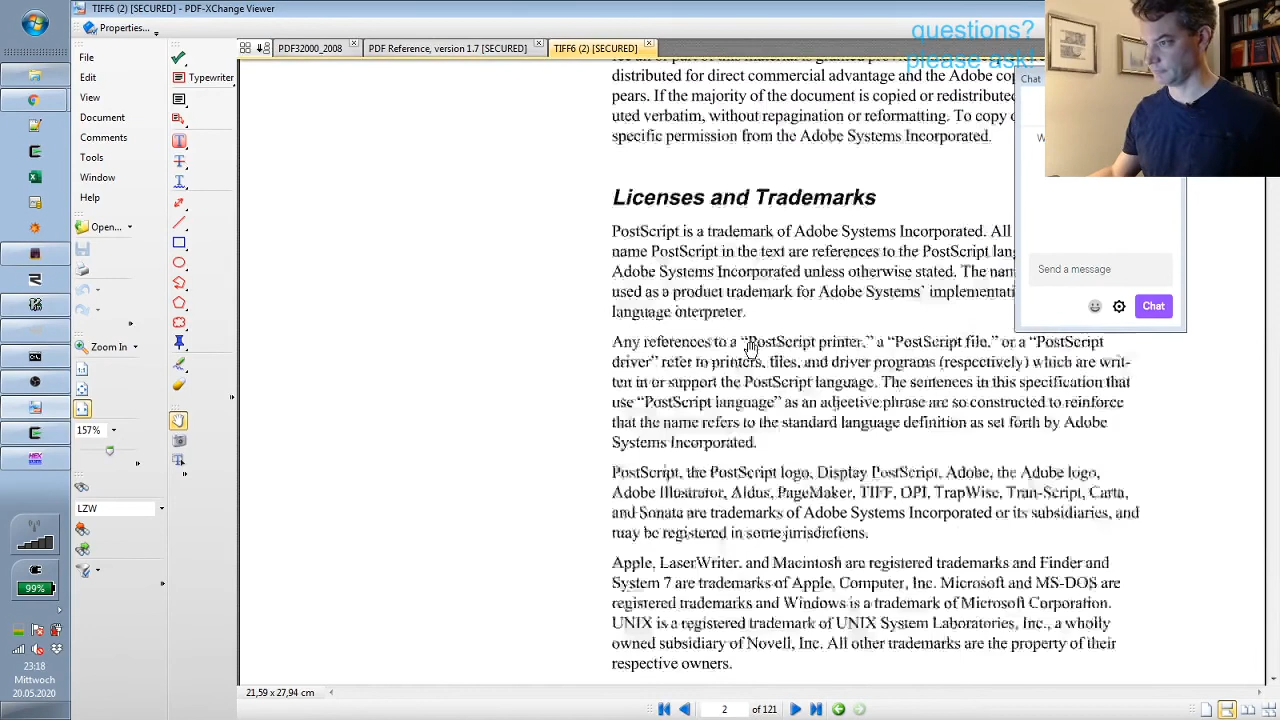 TIFF6 (2) [SECURED] - PDF-XChange Viewer
Properties...
questions?
please ask!
PDF32000_2008
PDF Reference, version 1.7 [SECURED]
TIFF6 (2) [SECURED]
File
Edit
View
Document
Comments
Tools
Help
Open...
Zoom In
157%
LZW
Typewriter
distributed for direct commercial advantage and the Adobe cop
pears. If the majority of the document is copied or redistributed
uted verbatim, without repagination or reformatting. To copy o
specific permission from the Adobe Systems Incorporated.
Licenses and Trademarks
PostScript is a trademark of Adobe Systems Incorporated. All
name PostScript in the text are references to the PostScript lang
Adobe Systems Incorporated unless otherwise stated. The nam
used as a product trademark for Adobe Systems` implementati
language interpreter.
Any references to a “PostScript printer,” a “PostScript file,” or a “PostScript
driver” refer to printers, files, and driver programs (respectively) which are writ-
ten in or support the PostScript language. The sentences in this specification that
use “PostScript language” as an adjective phrase are so constructed to reinforce
that the name refers to the standard language definition as set forth by Adobe
Systems Incorporated.
PostScript, the PostScript logo, Display PostScript, Adobe, the Adobe logo,
Adobe Illustrator, Aldus, PageMaker, TIFF, OPI, TrapWise, Tran-Script, Carta,
and Sonata are trademarks of Adobe Systems Incorporated or its subsidiaries, and
may be registered in some jurisdictions.
Apple, LaserWriter. and Macintosh are registered trademarks and Finder and
System 7 are trademarks of Apple, Computer, Inc. Microsoft and MS-DOS are
registered trademarks and Windows is a trademark of Microsoft Corporation.
UNIX is a registered trademark of UNIX System Laboratories, Inc., a wholly
owned subsidiary of Novell, Inc. All other trademarks are the property of their
respective owners.
Chat
W
Send a message
Chat
21,59 x 27,94 cm
2
of 121
99%
HEX
23:18
Mittwoch
20.05.2020